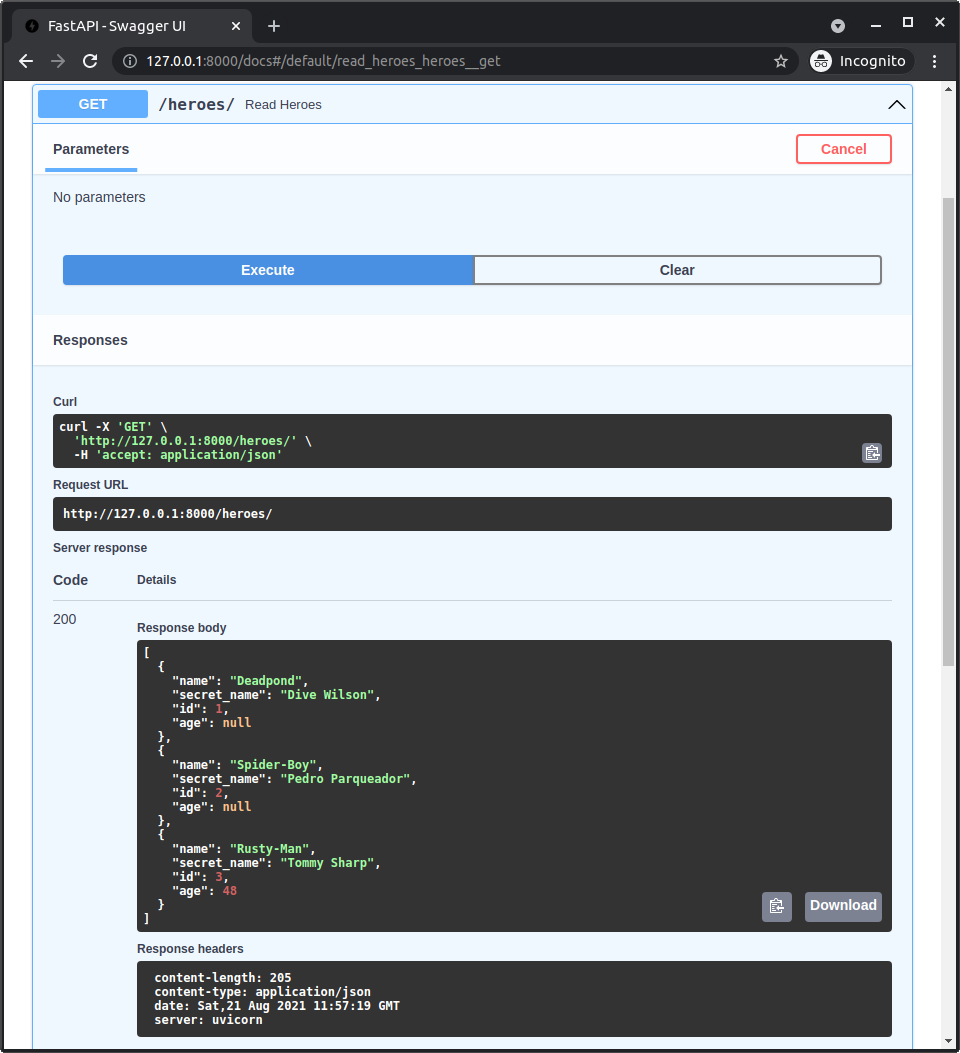 FastAPI - Swagger UI
127.0.0.1:8000/docs#/default/read_heroes_heroes__get
Incognito
GET /heroes/ Read Heroes
Parameters
Cancel
No parameters
Execute
Clear
Responses
Curl
curl -X 'GET' \
  'http://127.0.0.1:8000/heroes/' \
  -H 'accept: application/json'
Request URL
http://127.0.0.1:8000/heroes/
Server response
Code Details
200
Response body
[
  {
    "name": "Deadpond",
    "secret_name": "Dive Wilson",
    "id": 1,
    "age": null
  },
  {
    "name": "Spider-Boy",
    "secret_name": "Pedro Parqueador",
    "id": 2,
    "age": null
  },
  {
    "name": "Rusty-Man",
    "secret_name": "Tommy Sharp",
    "id": 3,
    "age": 48
  }
]
Download
Response headers
content-length: 205
content-type: application/json
date: Sat,21 Aug 2021 11:57:19 GMT
server: uvicorn